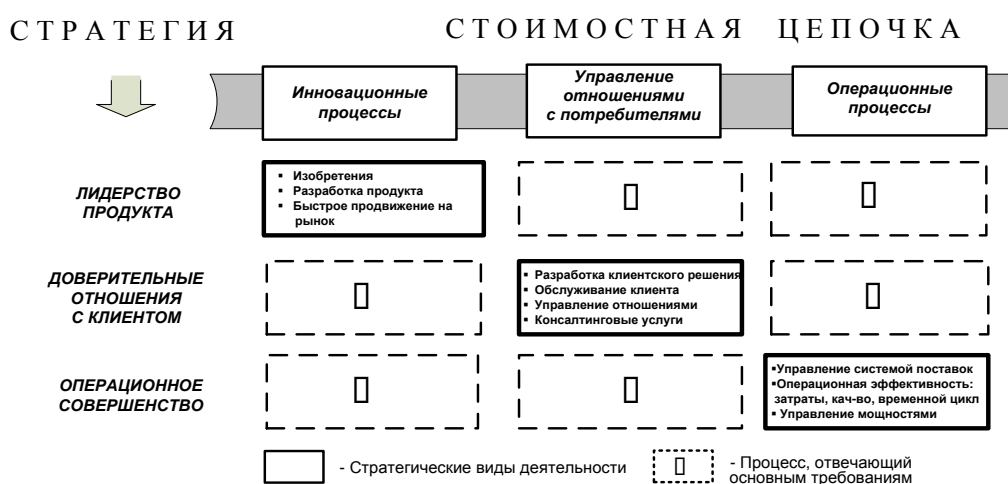 СТРАТЕГИЯ
СТОИМОСТНАЯ ЦЕПОЧКА
Инновационные
процессы
Управление
отношениями
с потребителями
Операционные
процессы
ЛИДЕРСТВО
ПРОДУКТА
▪ Изобретения
▪ Разработка продукта
▪ Быстрое продвижение на
рынок
ДОВЕРИТЕЛЬНЫЕ
ОТНОШЕНИЯ
С КЛИЕНТОМ
▪ Разработка клиентского решения
▪ Обслуживание клиента
▪ Управление отношениями
▪ Консалтинговые услуги
ОПЕРАЦИОННОЕ
СОВЕРШЕНСТВО
▪Управление системой поставок
▪Операционная эффективность:
затраты, кач-во, временной цикл
▪ Управление мощностями
- Стратегические виды деятельности
- Процесс, отвечающий
основным требованиям